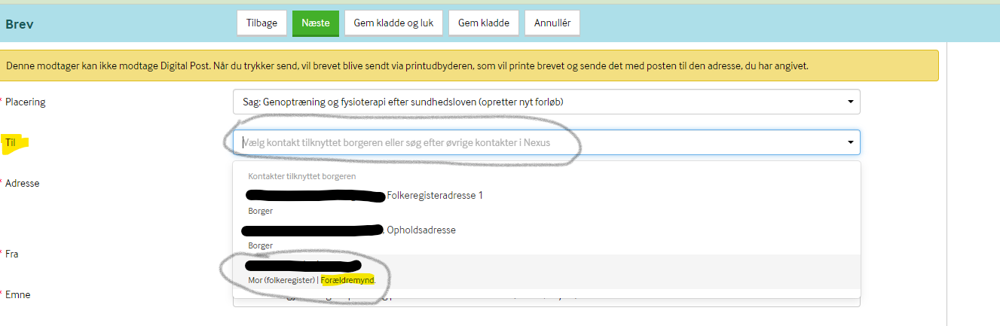 Brev
Tilbage Næste Gem kladde og luk Gem kladde Annullér
Denne modtager kan ikke modtage Digital Post. Når du trykker send, vil brevet blive sendt via printudbyderen, som vil printe brevet og sende det med posten til den adresse, du har angivet.
* Placering Sag: Genoptræning og fysioterapi efter sundhedsloven (opretter nyt forløb)
Til Vælg kontakt tilknyttet borgeren eller søg efter øvrige kontakter i Nexus
Kontakter tilknyttet borgeren
* Adresse
Folkeregisteradresse 1
Borger
, Opholdsadresse
Borger
* Fra
Mor (folkeregister) | Forældremynd.
* Emne